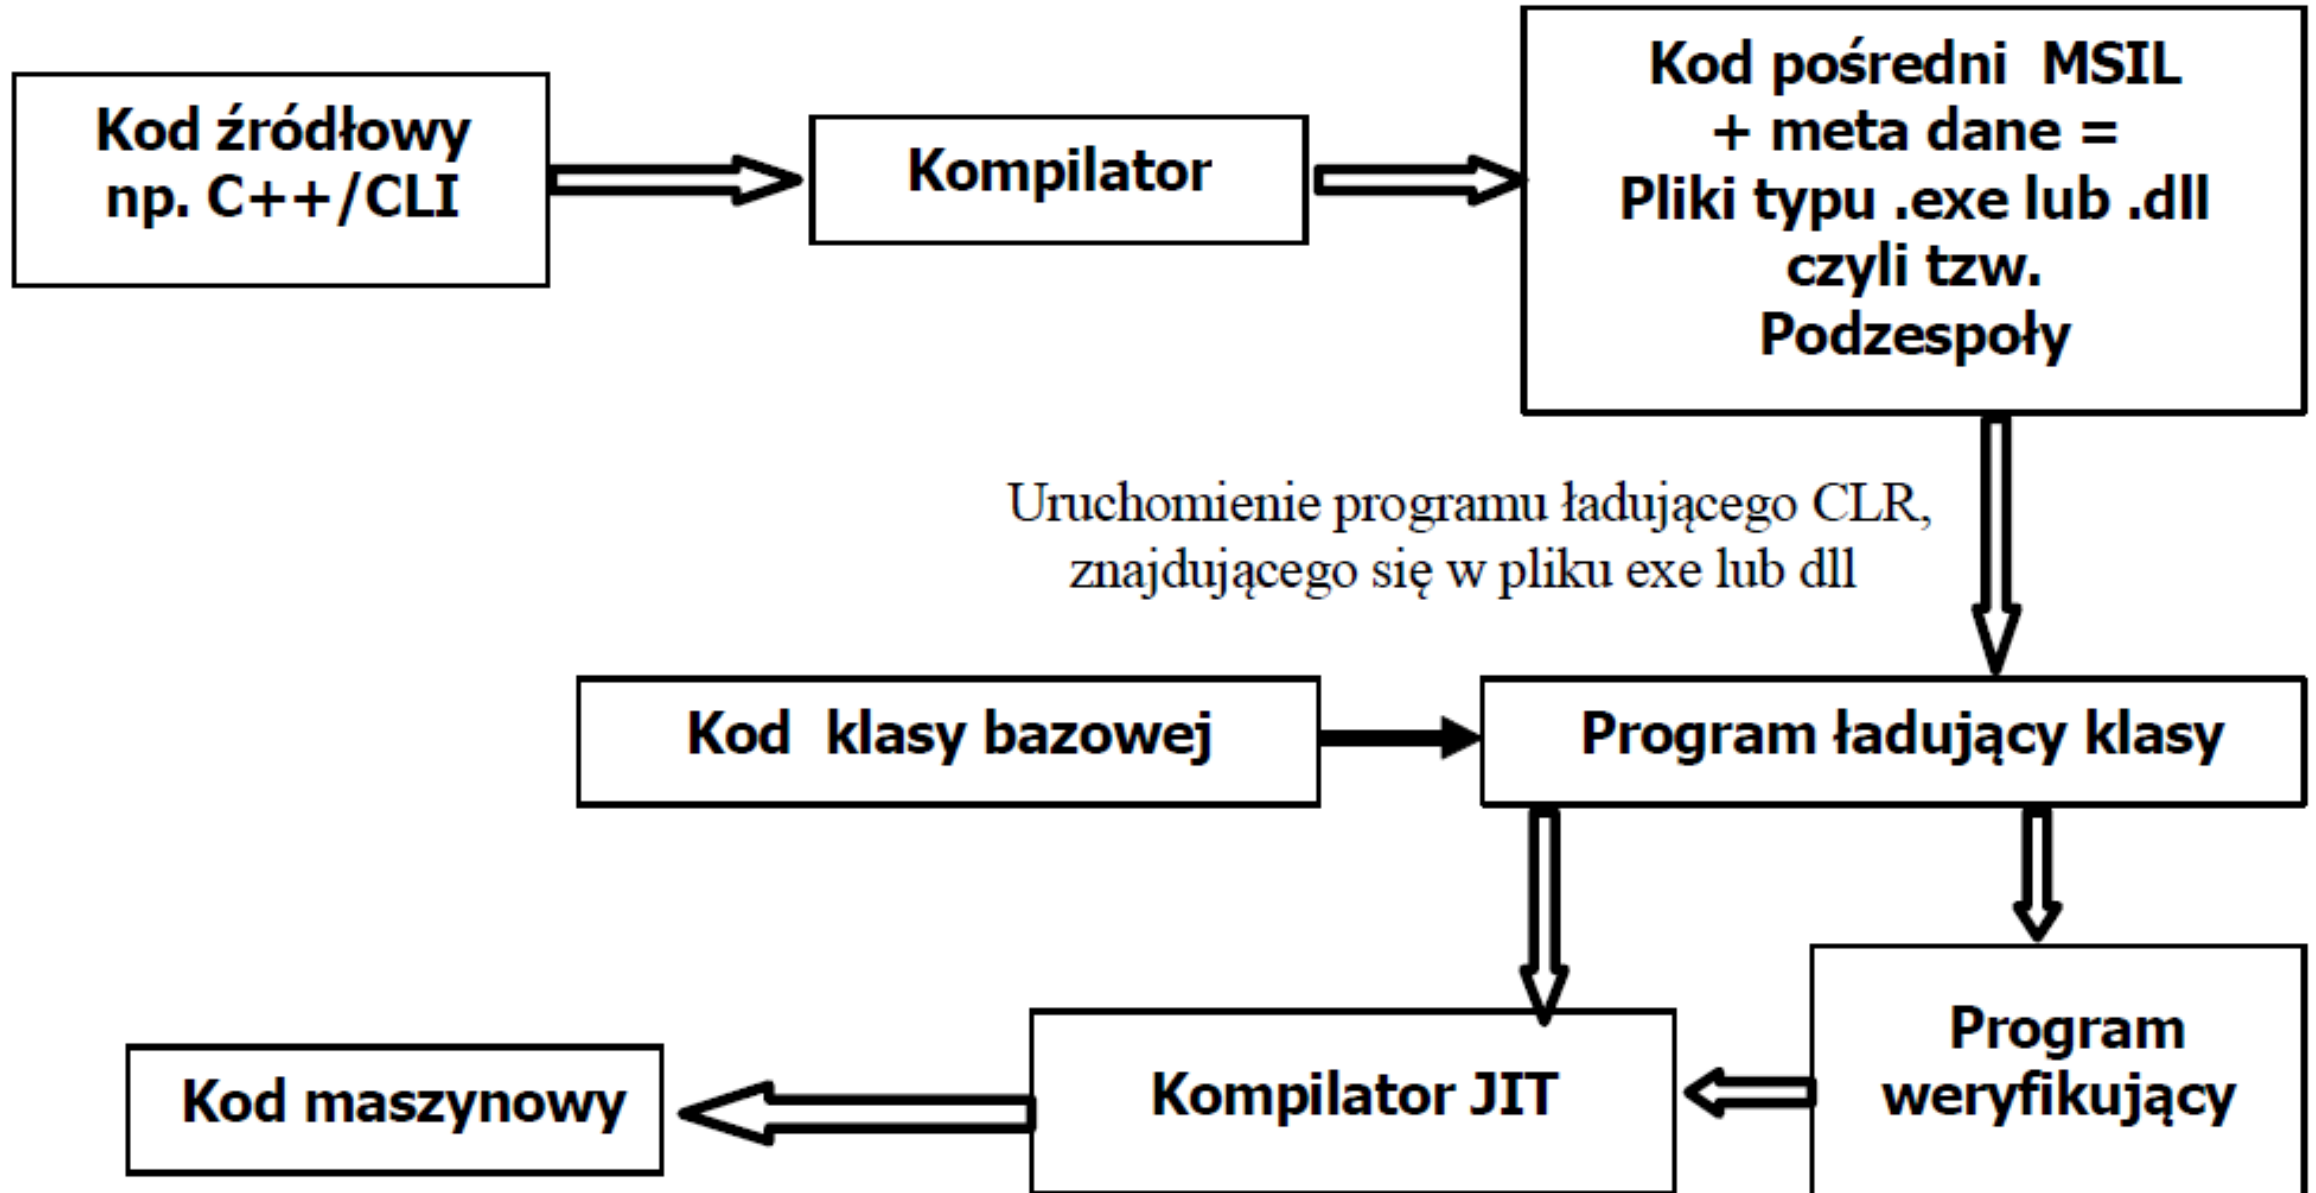 Kod źródłowy
np. C++/CLI
Kompilator
Kod pośredni MSIL
+ meta dane =
Pliki typu .exe lub .dll
czyli tzw.
Podzespoły
Uruchomienie programu ładującego CLR,
znajdującego się w pliku exe lub dll
Kod klasy bazowej
Program ładujący klasy
Kod maszynowy
Kompilator JIT
Program
weryfikujący